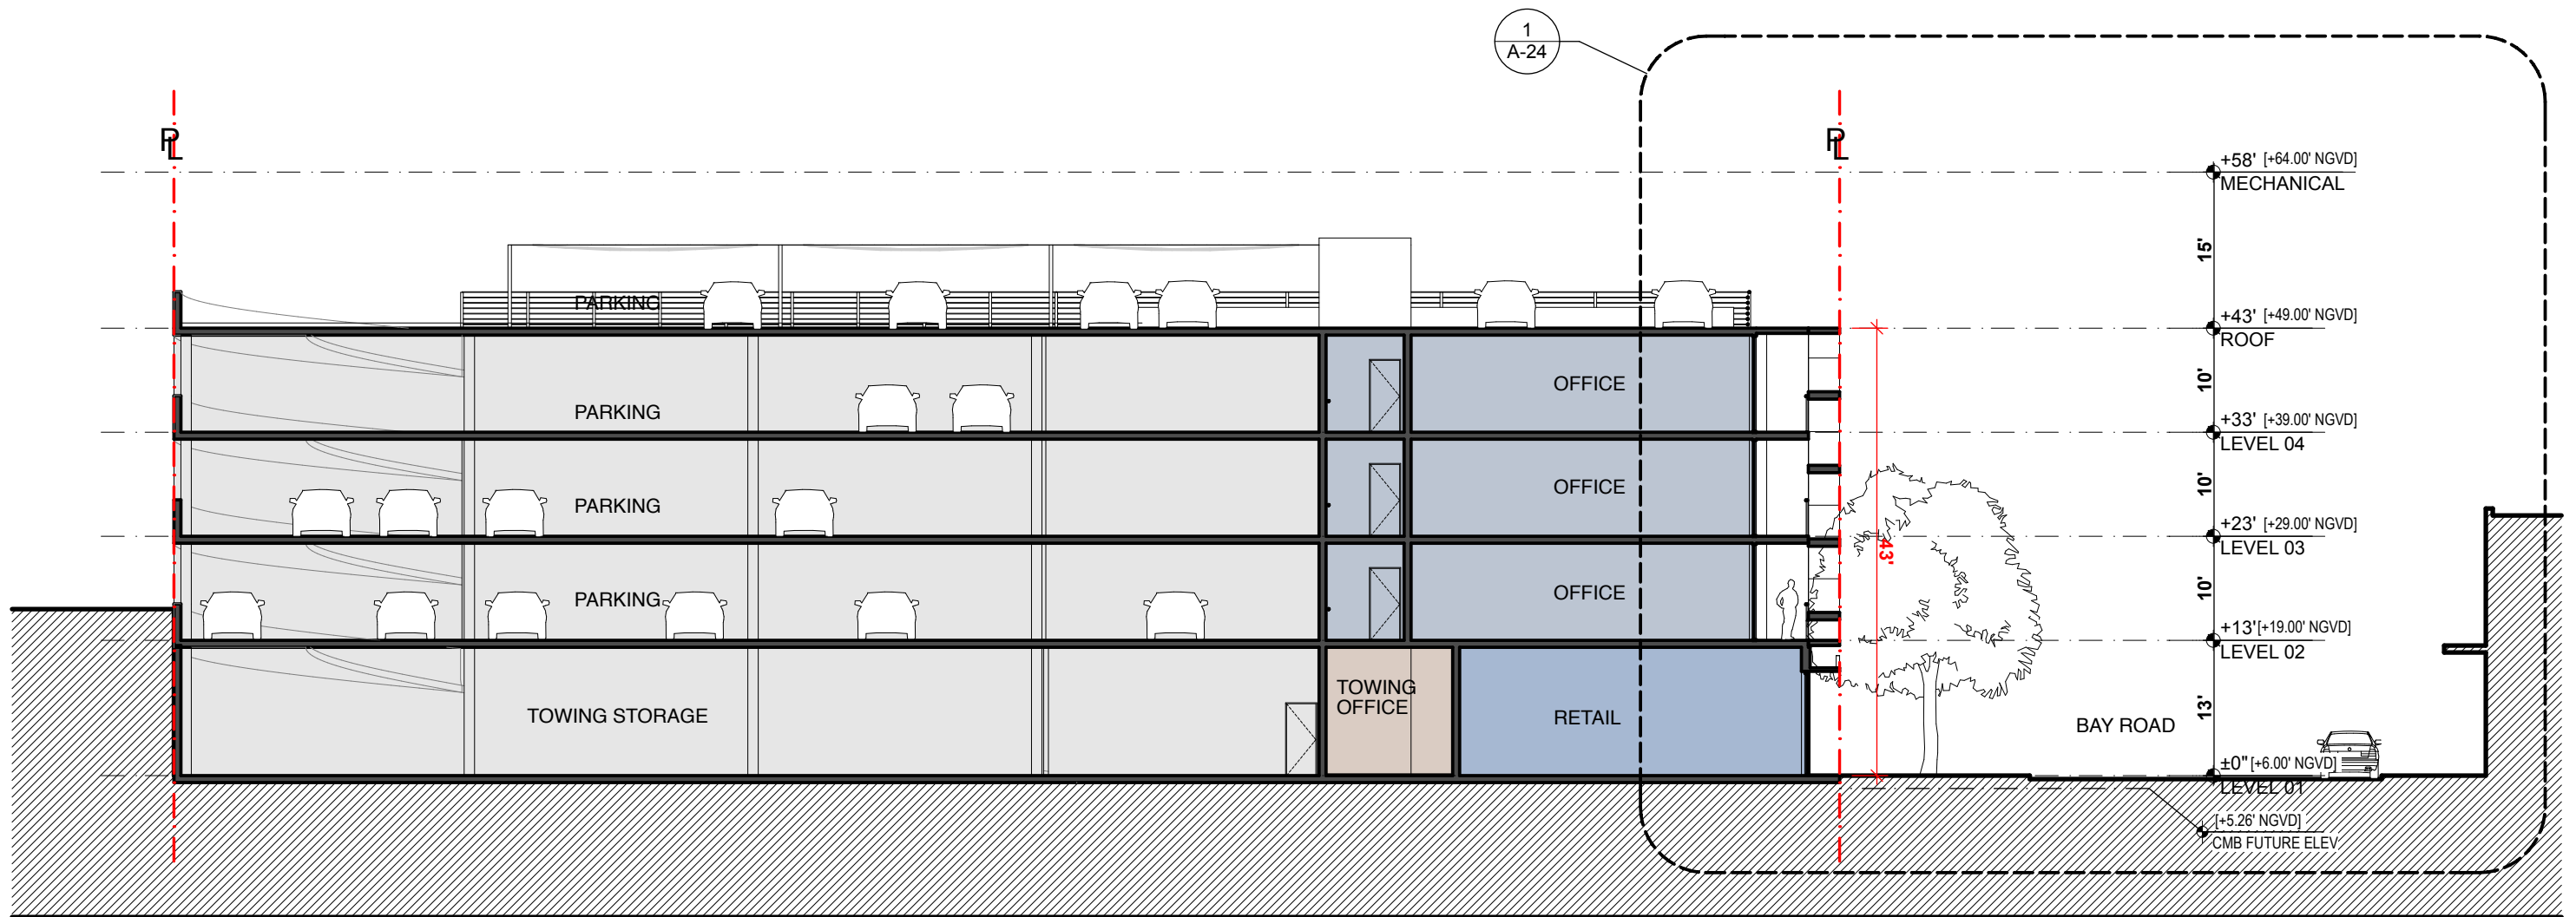 1
A-24
PL
PL
+58' [+64.00' NGVD]
MECHANICAL
15'
PARKING
+43' [+49.00' NGVD]
ROOF
10'
PARKING
OFFICE
+33' [+39.00' NGVD]
LEVEL 04
10'
PARKING
OFFICE
+23' [+29.00' NGVD]
LEVEL 03
43'
10'
PARKING
OFFICE
+13' [+19.00' NGVD]
LEVEL 02
13'
TOWING STORAGE
TOWING
OFFICE
RETAIL
BAY ROAD
±0" [+6.00' NGVD]
LEVEL 01
[+5.26' NGVD]
CMB FUTURE ELEV